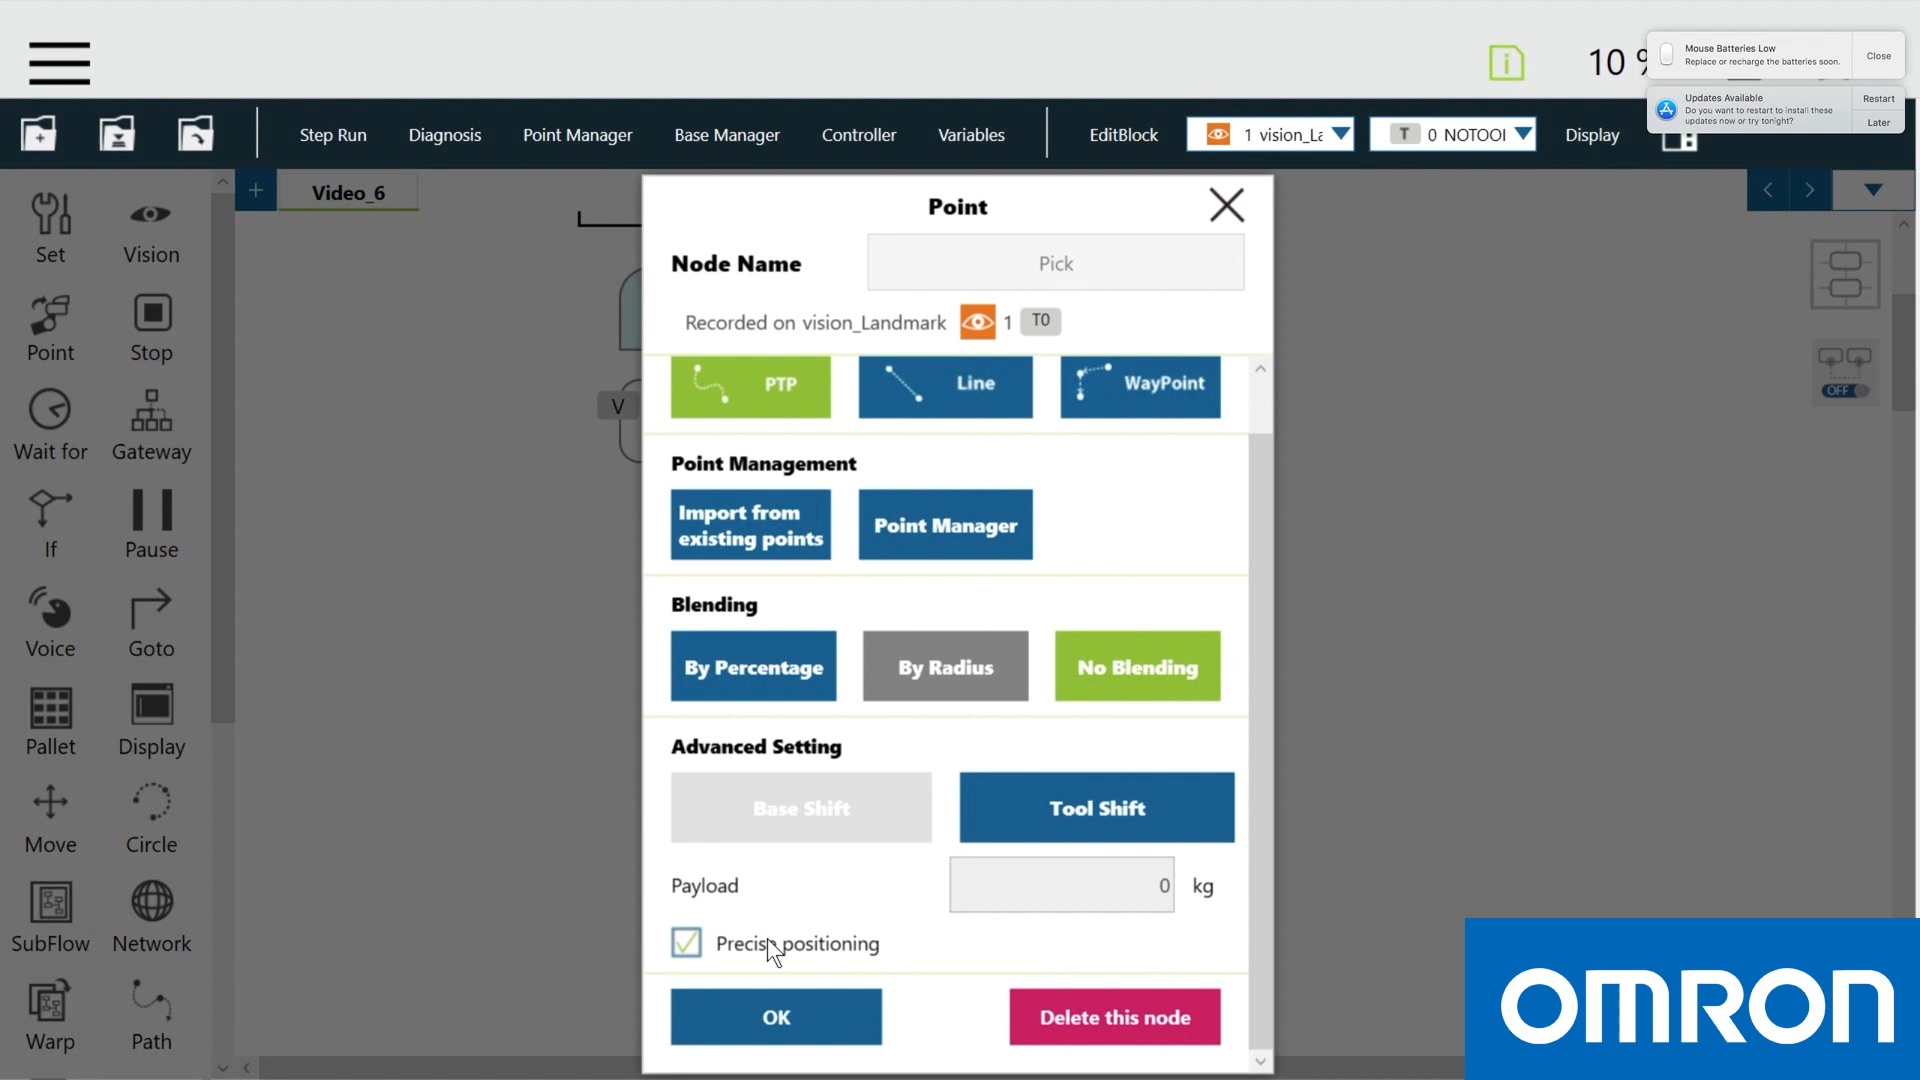 10 %
Mouse Batteries Low
Replace or recharge the batteries soon.
Close
Updates Available
Do you want to restart to install these
updates now or try tonight?
Restart
Later
Step Run
Diagnosis
Point Manager
Base Manager
Controller
Variables
EditBlock
1 vision_La
T 0 NOTOOL
Display
Set
Vision
Point
Stop
Wait for
Gateway
If
Pause
Voice
Goto
Pallet
Display
Move
Circle
SubFlow
Network
Warp
Path
+
Video_6
V
OFF
Point
Node Name
Pick
Recorded on vision_Landmark 1 T0
PTP
Line
WayPoint
Point Management
Import from
existing points
Point Manager
Blending
By Percentage
By Radius
No Blending
Advanced Setting
Base Shift
Tool Shift
Payload
0 kg
Precise positioning
OK
Delete this node
OMRON